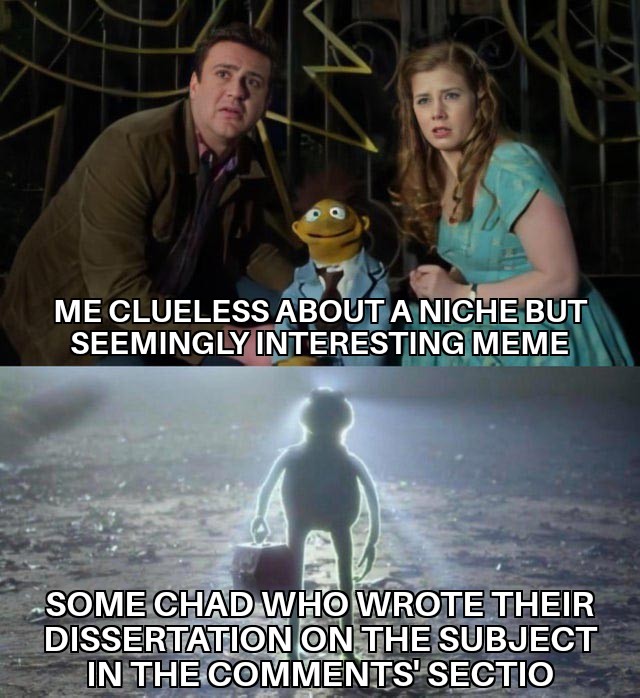 ME CLUELESS ABOUT A NICHE BUT
SEEMINGLY INTERESTING MEME
SOME CHAD WHO WROTE THEIR
DISSERTATION ON THE SUBJECT
IN THE COMMENTS' SECTIO